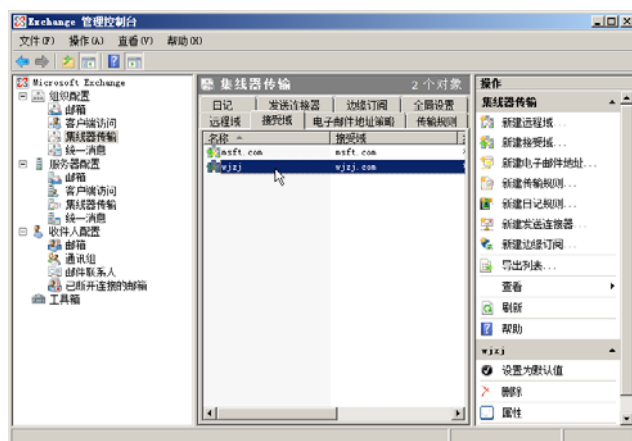 Exchange 管理控制台
文件(F) 操作(A) 查看(V) 帮助(H)
Microsoft Exchange
组织配置
邮箱
客户端访问
集线器传输
统一消息
服务器配置
邮箱
客户端访问
集线器传输
统一消息
收件人配置
邮箱
通讯组
邮件联系人
已断开连接的邮箱
工具箱
集线器传输 2 个对象
日记 发送连接器 边缘订阅 全局设置
远程域 接受域 电子邮件地址策略 传输规则
名称 接受域
msft.com msft.com
wjzj wjzj.com
操作
集线器传输
新建远程域...
新建接受域...
新建电子邮件地址...
新建传输规则...
新建日记规则...
新建发送连接器...
新建边缘订阅...
导出列表...
查看
刷新
帮助
wjzj
设置为默认值
删除
属性